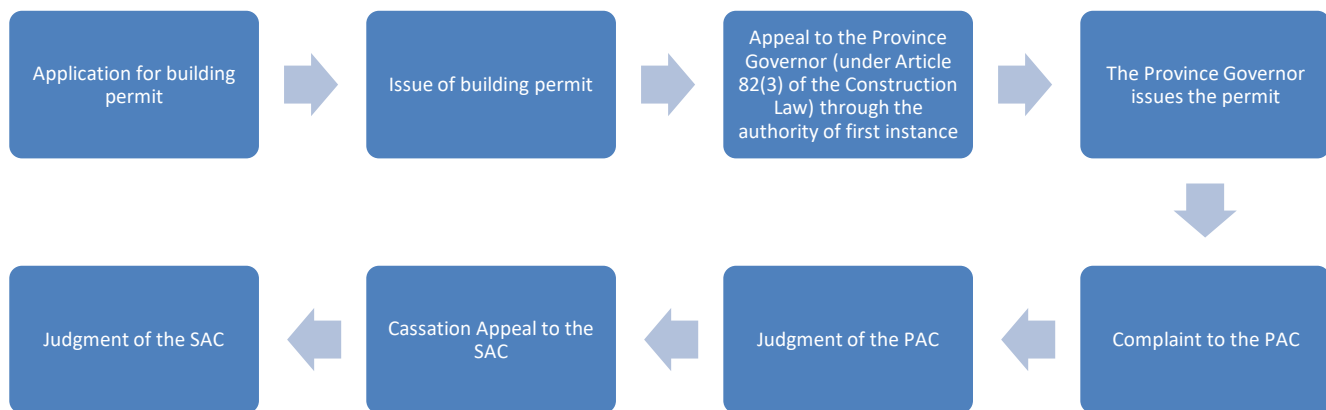 Application for building
permit
Issue of building permit
Appeal to the Province
Governor (under Article
82(3) of the Construction
Law) through the
authority of first instance
The Province Governor
issues the permit
Complaint to the PAC
Judgment of the PAC
Cassation Appeal to the
SAC
Judgment of the SAC